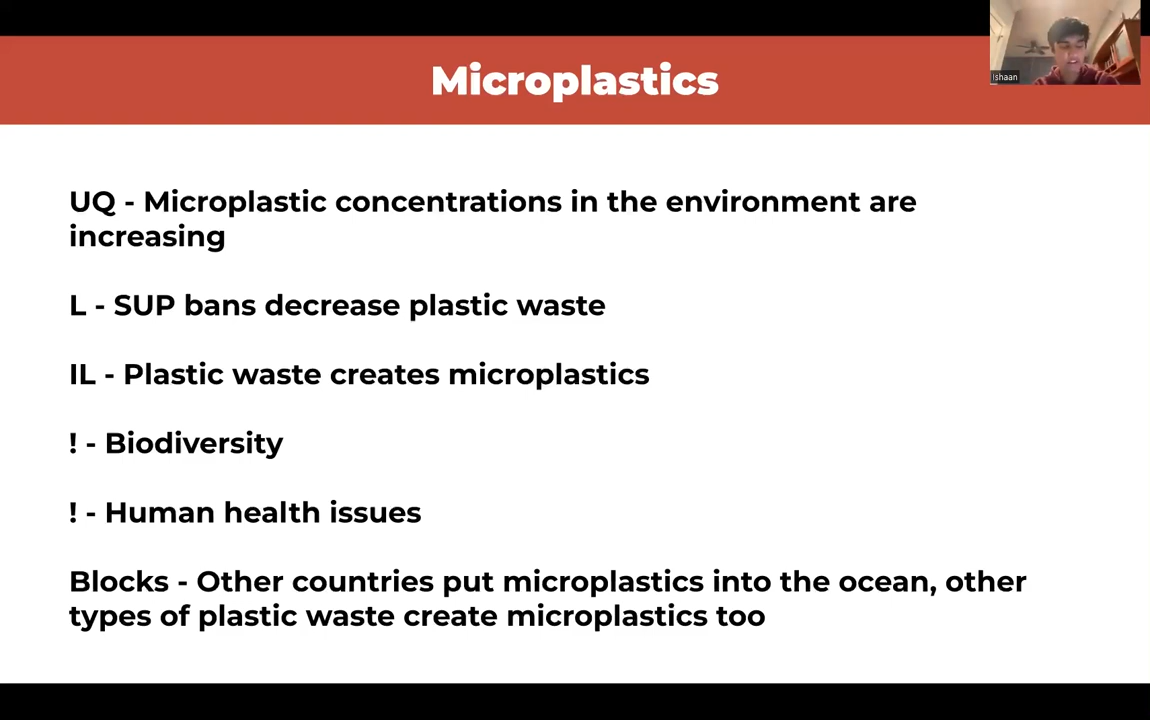 Ishaan
Microplastics
UQ - Microplastic concentrations in the environment are
increasing
L - SUP bans decrease plastic waste
IL - Plastic waste creates microplastics
! - Biodiversity
! - Human health issues
Blocks - Other countries put microplastics into the ocean, other
types of plastic waste create microplastics too